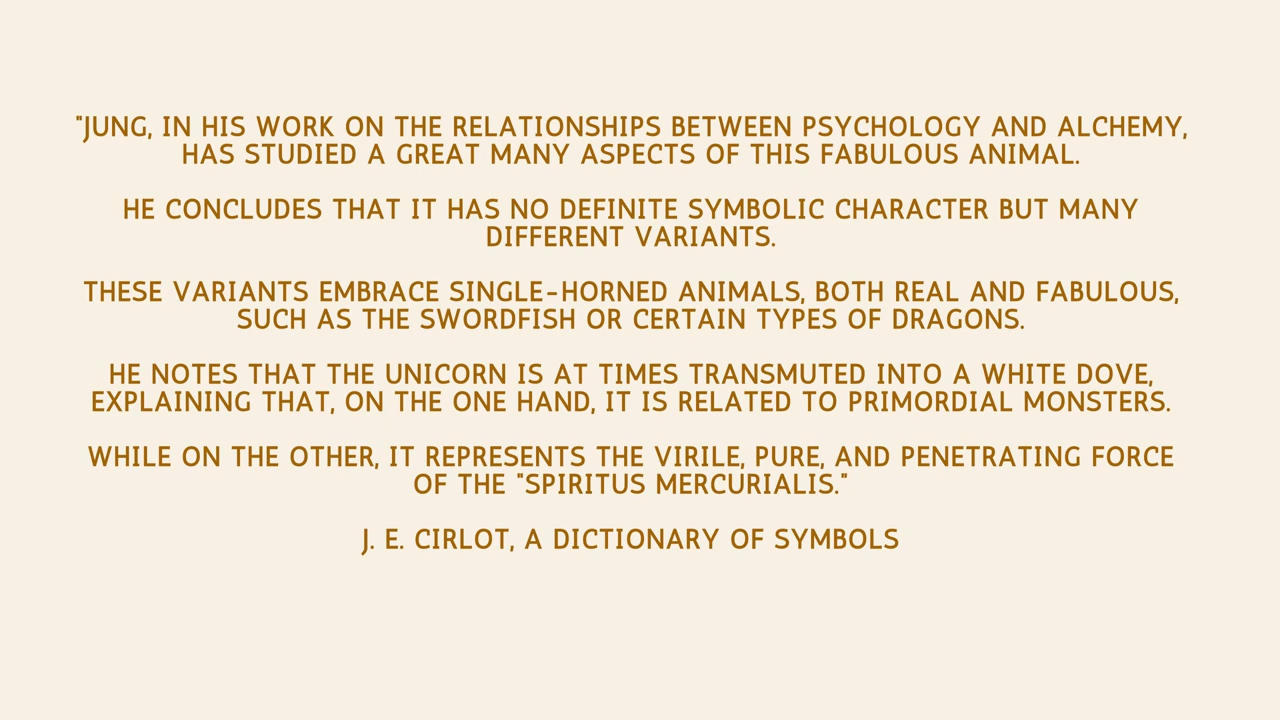 "JUNG, IN HIS WORK ON THE RELATIONSHIPS BETWEEN PSYCHOLOGY AND ALCHEMY,
HAS STUDIED A GREAT MANY ASPECTS OF THIS FABULOUS ANIMAL.
HE CONCLUDES THAT IT HAS NO DEFINITE SYMBOLIC CHARACTER BUT MANY
DIFFERENT VARIANTS.
THESE VARIANTS EMBRACE SINGLE-HORNED ANIMALS, BOTH REAL AND FABULOUS,
SUCH AS THE SWORDFISH OR CERTAIN TYPES OF DRAGONS.
HE NOTES THAT THE UNICORN IS AT TIMES TRANSMUTED INTO A WHITE DOVE,
EXPLAINING THAT, ON THE ONE HAND, IT IS RELATED TO PRIMORDIAL MONSTERS.
WHILE ON THE OTHER, IT REPRESENTS THE VIRILE, PURE, AND PENETRATING FORCE
OF THE "SPIRITUS MERCURIALIS."
J. E. CIRLOT, A DICTIONARY OF SYMBOLS